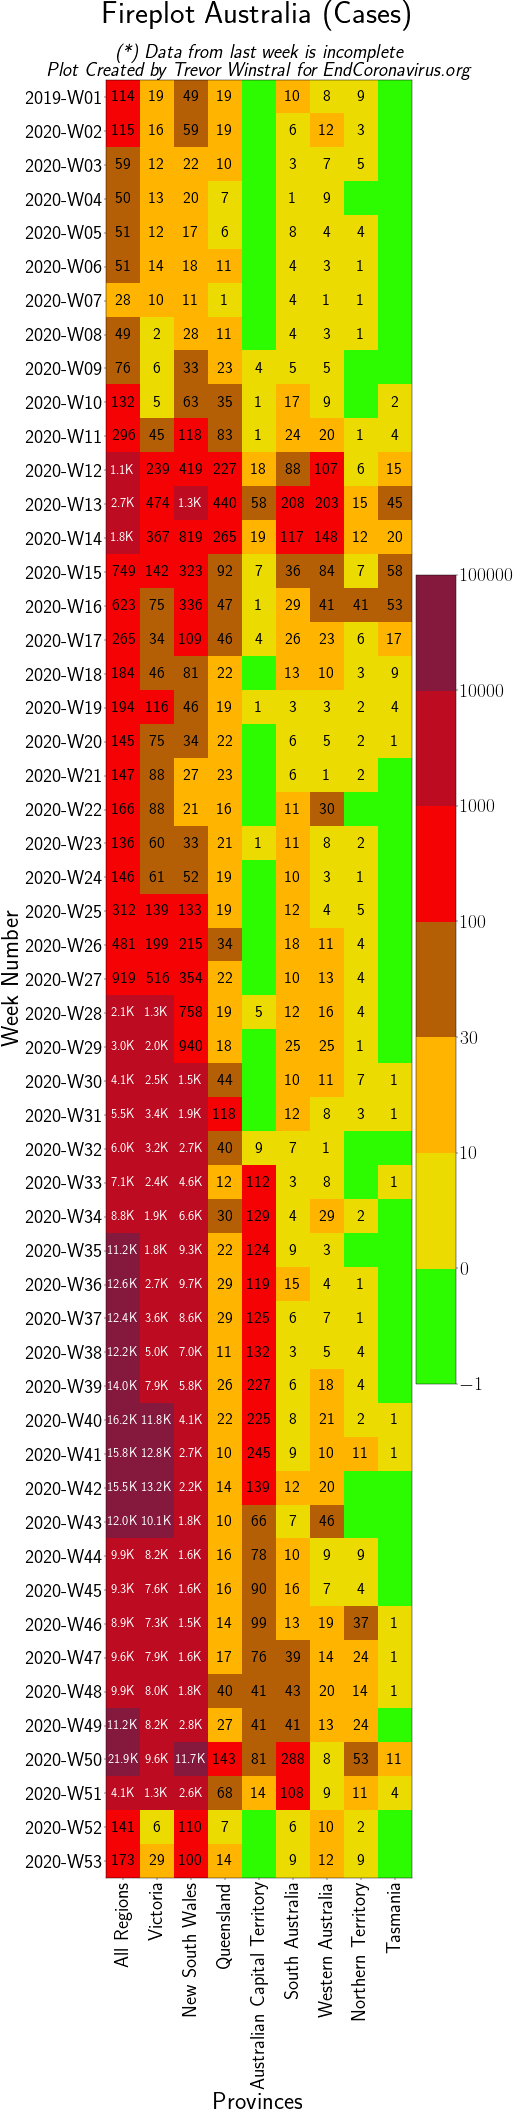 Fireplot Australia (Cases)
(*) Data from last week is incomplete
Plot Created by Trevor Winstral for EndCoronavirus.org
2019-W01 114 19 49 19 10 8 9
2020-W02 115 16 59 19 6 12 3
2020-W03 59 12 22 10 3 7 5
2020-W04 50 13 20 7 1 9
2020-W05 51 12 17 6 8 4 4
2020-W06 51 14 18 11 4 3 1
2020-W07 28 10 11 1 4 1 1
2020-W08 49 2 28 11 4 3 1
2020-W09 76 6 33 23 4 5 5
2020-W10 132 5 63 35 1 17 9 2
2020-W11 296 45 118 83 1 24 20 1 4
2020-W12 1.1K 239 419 227 18 88 107 6 15
2020-W13 2.7K 474 1.3K 440 58 208 203 15 45
2020-W14 1.8K 367 819 265 19 117 148 12 20
2020-W15 749 142 323 92 7 36 84 7 58
2020-W16 623 75 336 47 1 29 41 41 53
2020-W17 265 34 109 46 4 26 23 6 17
2020-W18 184 46 81 22 13 10 3 9
2020-W19 194 116 46 19 1 3 3 2 4
2020-W20 145 75 34 22 6 5 2 1
2020-W21 147 88 27 23 6 1 2
2020-W22 166 88 21 16 11 30
2020-W23 136 60 33 21 1 11 8 2
2020-W24 146 61 52 19 10 3 1
2020-W25 312 139 133 19 12 4 5
2020-W26 481 199 215 34 18 11 4
2020-W27 919 516 354 22 10 13 4
2020-W28 2.1K 1.3K 758 19 5 12 16 4
2020-W29 3.0K 2.0K 940 18 25 25 1
2020-W30 4.1K 2.5K 1.5K 44 10 11 7 1
2020-W31 5.5K 3.4K 1.9K 118 12 8 3 1
2020-W32 6.0K 3.2K 2.7K 40 9 7 1
2020-W33 7.1K 2.4K 4.6K 12 112 3 8 1
2020-W34 8.8K 1.9K 6.6K 30 129 4 29 2
2020-W35 11.2K 1.8K 9.3K 22 124 9 3
2020-W36 12.6K 2.7K 9.7K 29 119 15 4 1
2020-W37 12.4K 3.6K 8.6K 29 125 6 7 1
2020-W38 12.2K 5.0K 7.0K 11 132 3 5 4
2020-W39 14.0K 7.9K 5.8K 26 227 6 18 4
2020-W40 16.2K 11.8K 4.1K 22 225 8 21 2 1
2020-W41 15.8K 12.8K 2.7K 10 245 9 10 11 1
2020-W42 15.5K 13.2K 2.2K 14 139 12 20
2020-W43 12.0K 10.1K 1.8K 10 66 7 46
2020-W44 9.9K 8.2K 1.6K 16 78 10 9 9
2020-W45 9.3K 7.6K 1.6K 16 90 16 7 4
2020-W46 8.9K 7.3K 1.5K 14 99 13 19 37 1
2020-W47 9.6K 7.9K 1.6K 17 76 39 14 24 1
2020-W48 9.9K 8.0K 1.8K 40 41 43 20 14 1
2020-W49 11.2K 8.2K 2.8K 27 41 41 13 24
2020-W50 21.9K 9.6K 11.7K 143 81 288 8 53 11
2020-W51 4.1K 1.3K 2.6K 68 14 108 9 11 4
2020-W52 141 6 110 7 6 10 2
2020-W53 173 29 100 14 9 12 9
Week Number
100000
10000
1000
100
30
10
0
−1
All Regions
Victoria
New South Wales
Queensland
Australian Capital Territory
South Australia
Western Australia
Northern Territory
Tasmania
Provinces